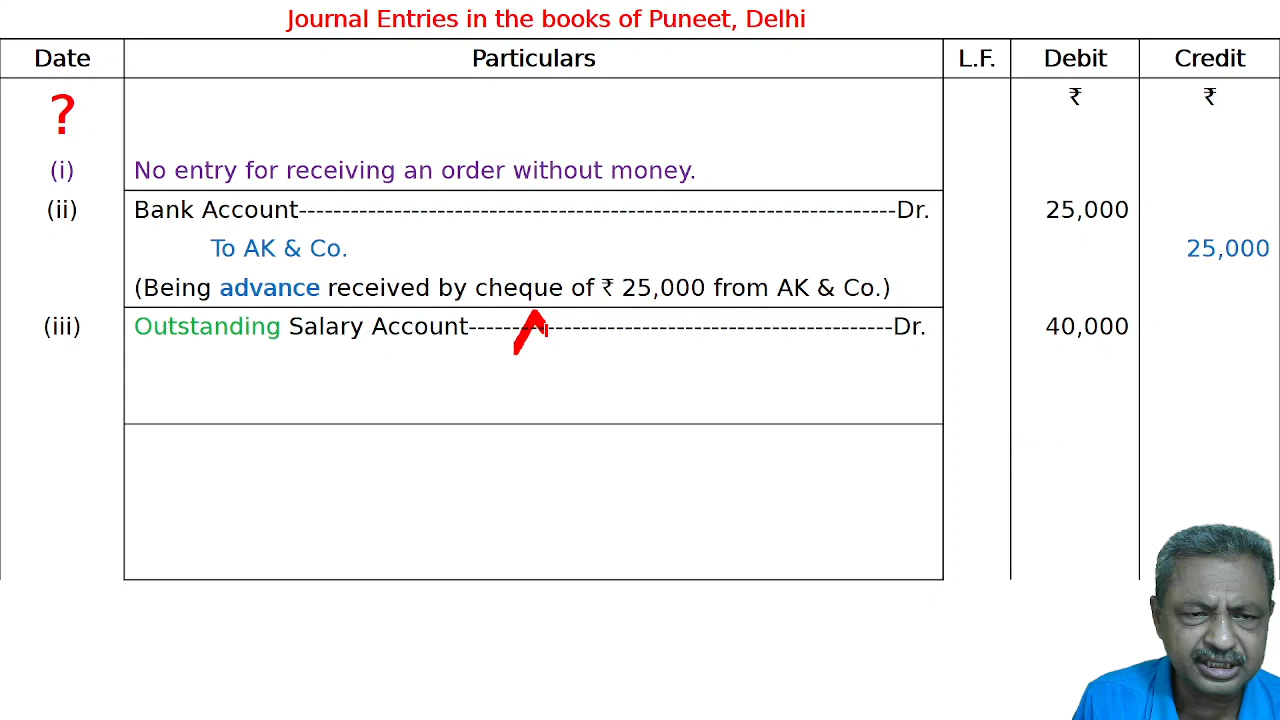 Journal Entries in the books of Puneet, Delhi
Date Particulars L.F. Debit Credit
? ₹ ₹
(i) No entry for receiving an order without money.
(ii) Bank Account---------------------------------------------------------------------Dr. 25,000
To AK & Co. 25,000
(Being advance received by cheque of ₹ 25,000 from AK & Co.)
(iii) Outstanding Salary Account-------------------------------------------------Dr. 40,000